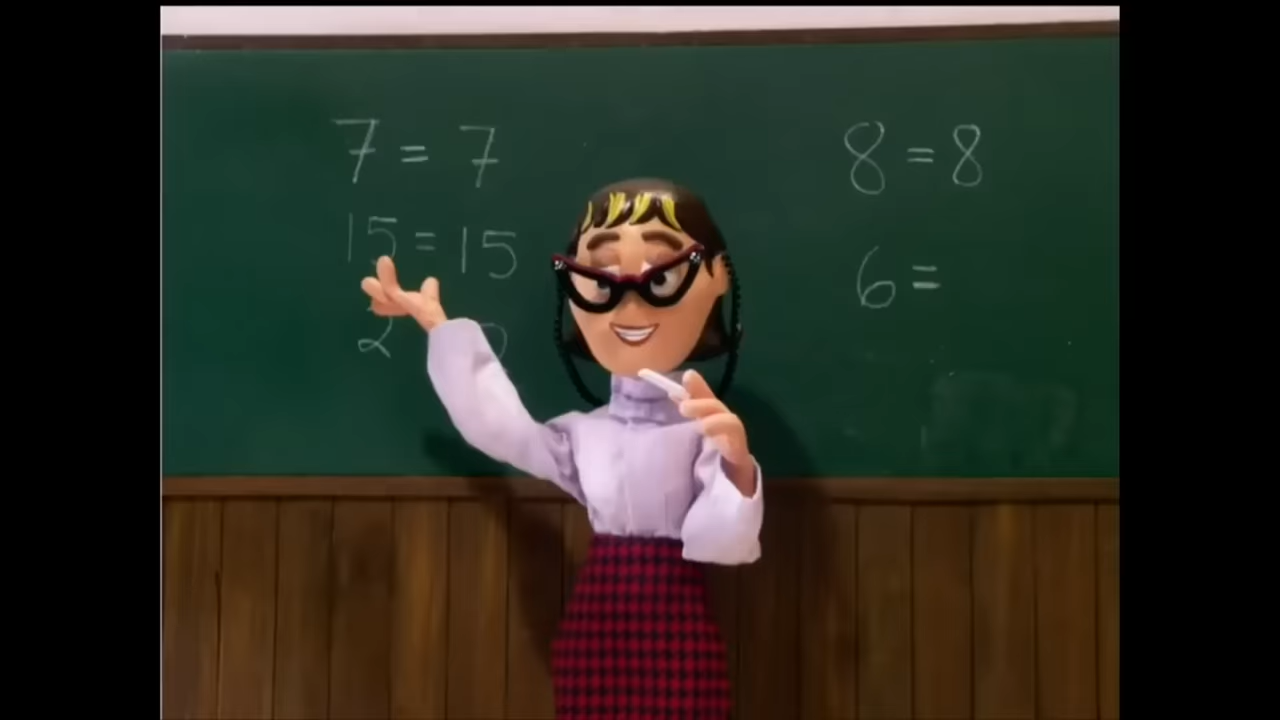 7 = 7
15 = 15
2
8 = 8
6 =